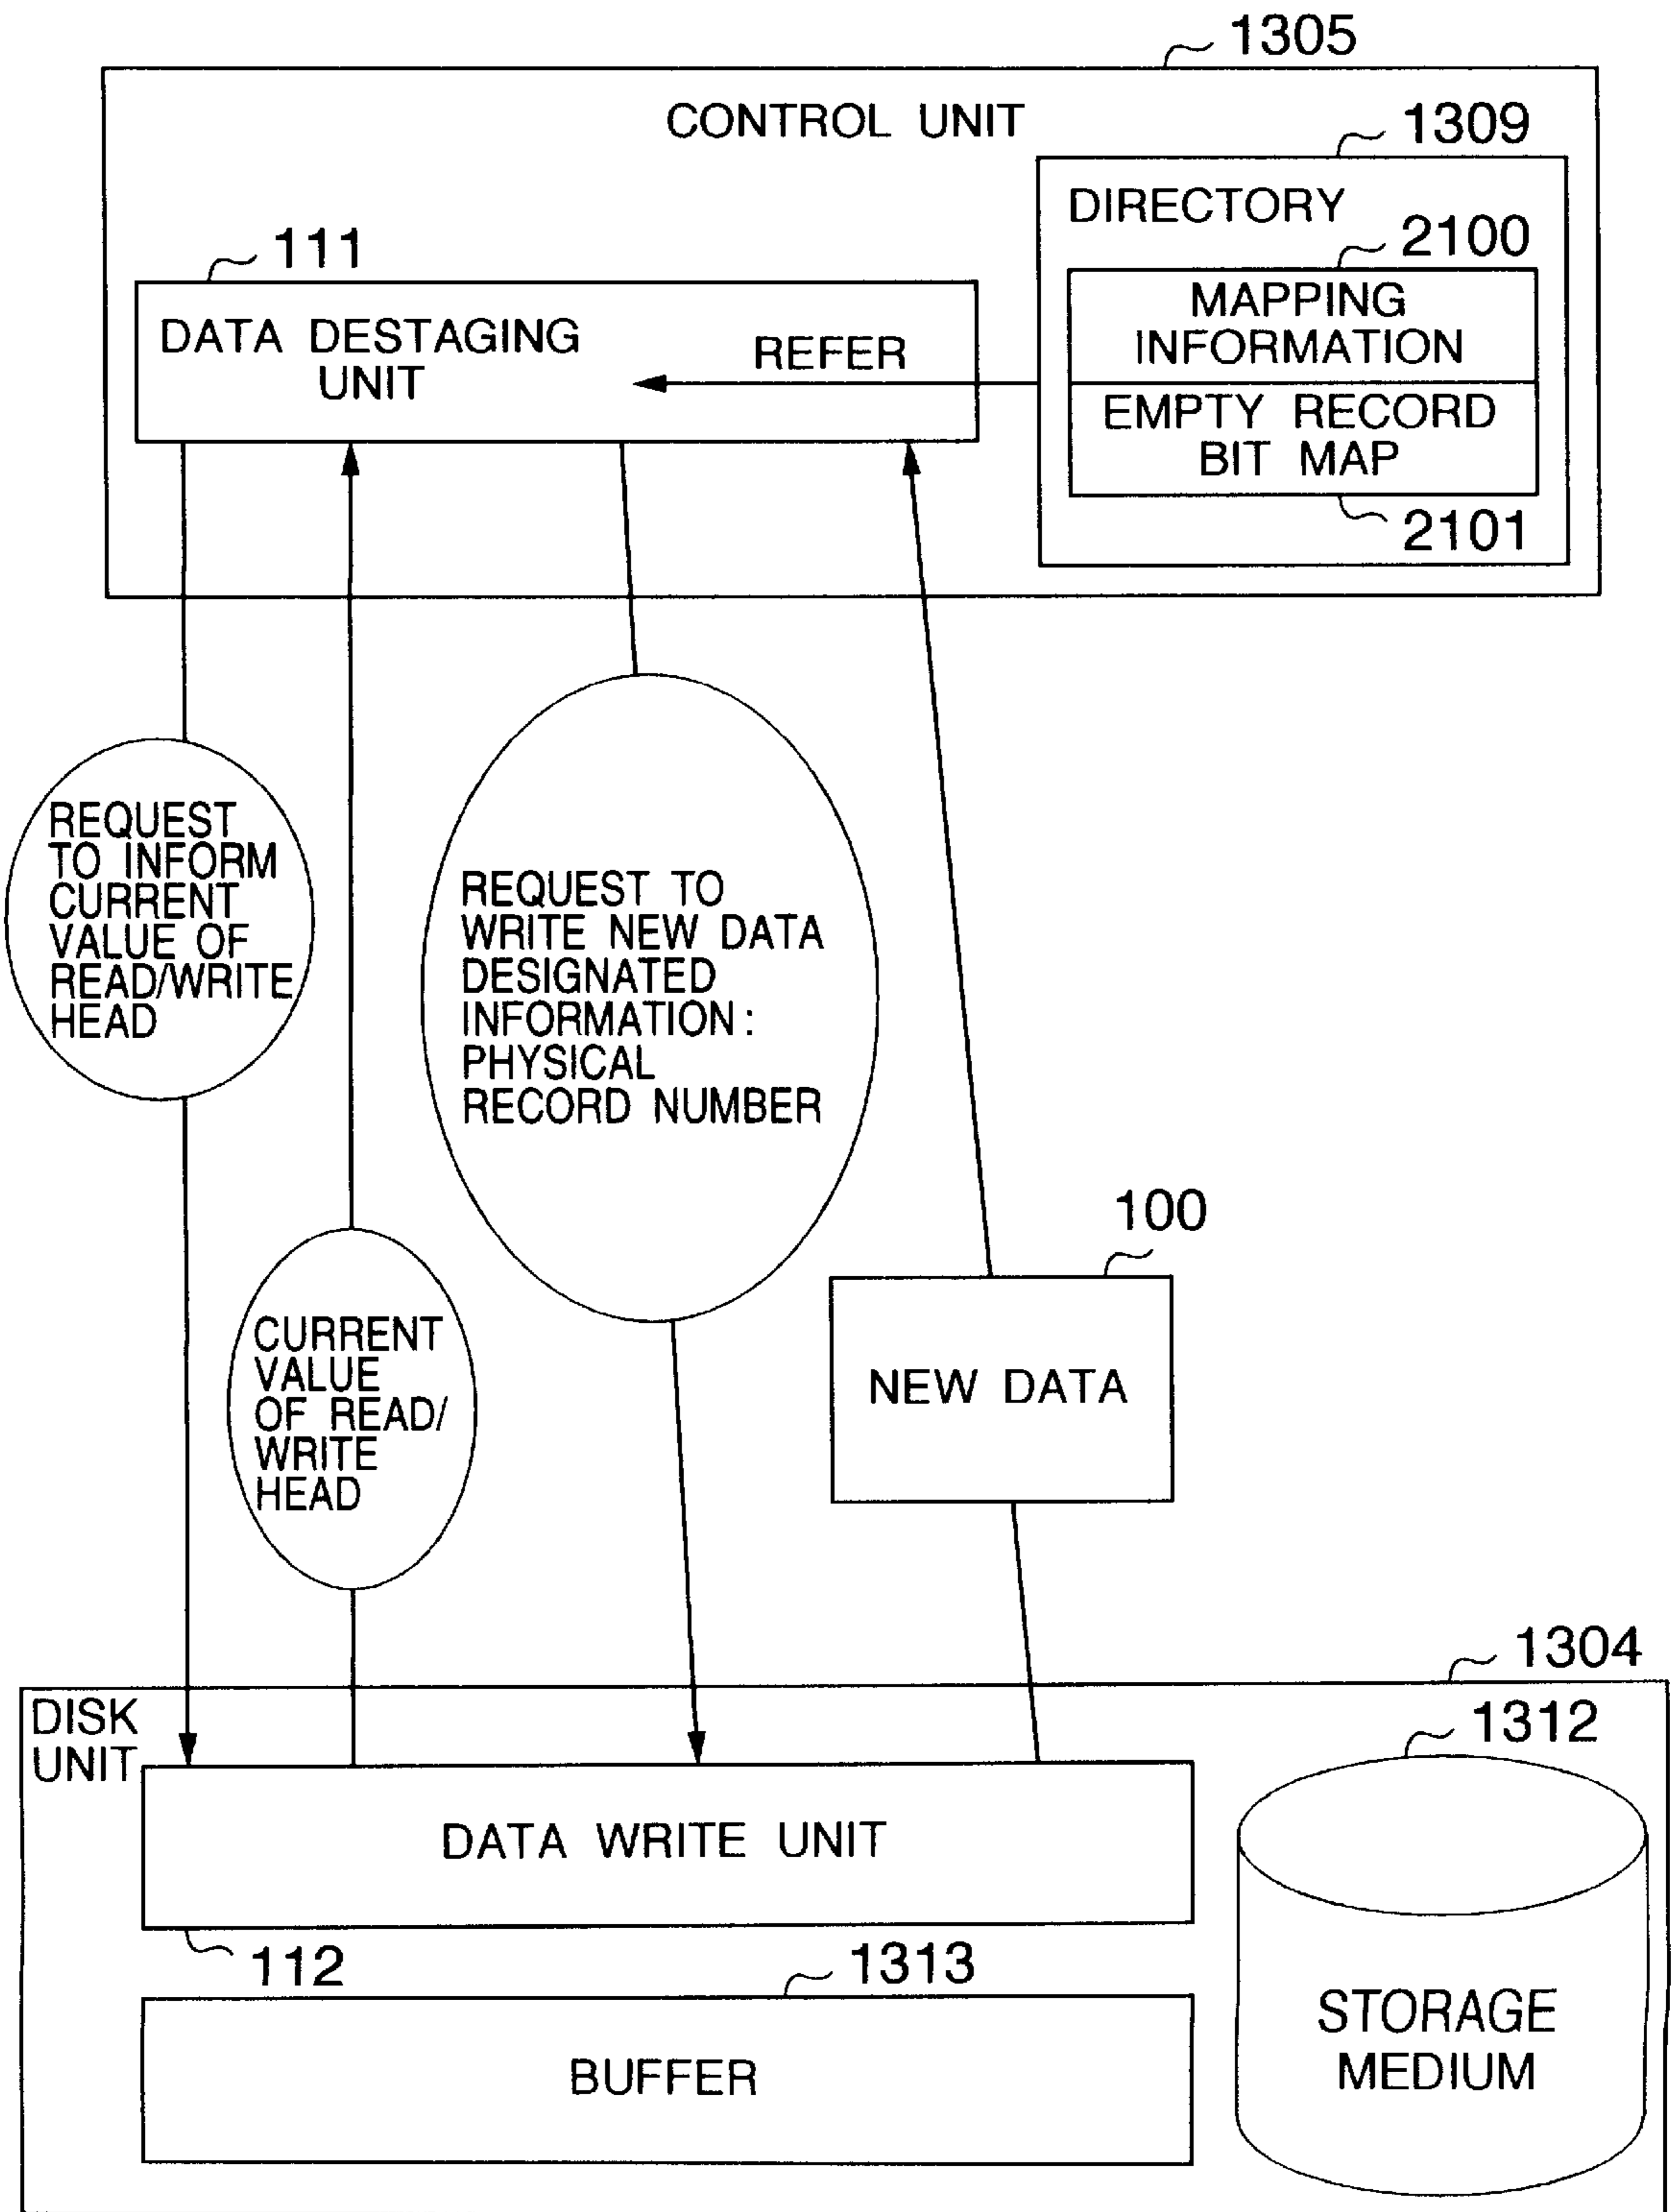 1305
CONTROL UNIT
1309
DIRECTORY
2100
MAPPING
INFORMATION
EMPTY RECORD
BIT MAP
2101
111
DATA DESTAGING
UNIT
REFER
REQUEST
TO INFORM
CURRENT
VALUE OF
READ/WRITE
HEAD
REQUEST TO
WRITE NEW DATA
DESIGNATED
INFORMATION:
PHYSICAL
RECORD NUMBER
CURRENT
VALUE
OF READ/
WRITE
HEAD
100
NEW DATA
1304
DISK
UNIT
1312
DATA WRITE UNIT
112
1313
BUFFER
STORAGE
MEDIUM